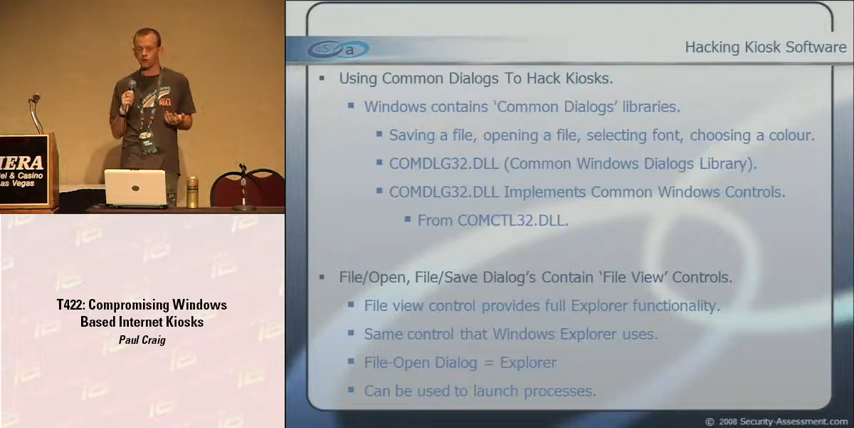 IERA
el & Casino
as Vegas
T422: Compromising Windows
Based Internet Kiosks
Paul Craig
Hacking Kiosk Software
Using Common Dialogs To Hack Kiosks.
Windows contains ‘Common Dialogs’ libraries.
Saving a file, opening a file, selecting font, choosing a colour.
COMDLG32.DLL (Common Windows Dialogs Library).
COMDLG32.DLL Implements Common Windows Controls.
From COMCTL32.DLL.
File/Open, File/Save Dialog’s Contain ‘File View’ Controls.
File view control provides full Explorer functionality.
Same control that Windows Explorer uses.
File-Open Dialog = Explorer
Can be used to launch processes.
© 2008 Security-Assessment.com